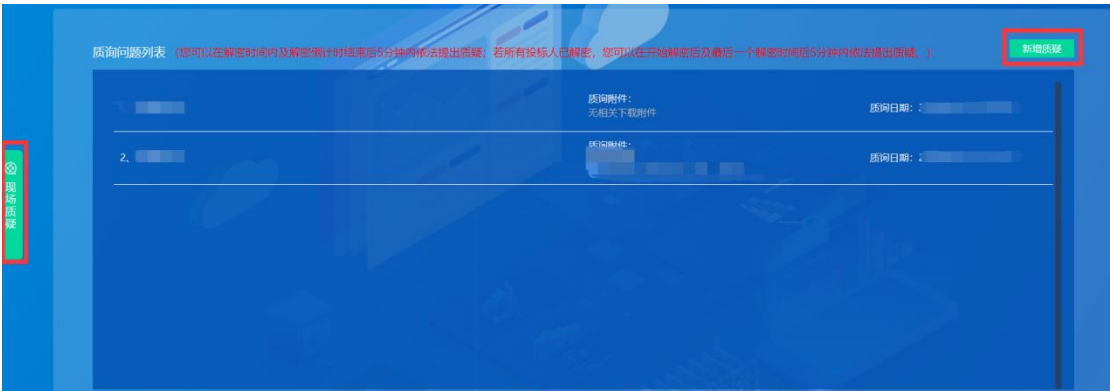 新增质疑
质询问题列表 (您可以在解密时间内及解密倒计时结束后5分钟内依法提出质疑；若所有投标人已解密，您可以在开始解密后及最后一个解密时间后5分钟内依法提出质疑。)
质询附件：
无相关下载附件
质询日期：
2、
质询附件：
质询日期：
现场质疑